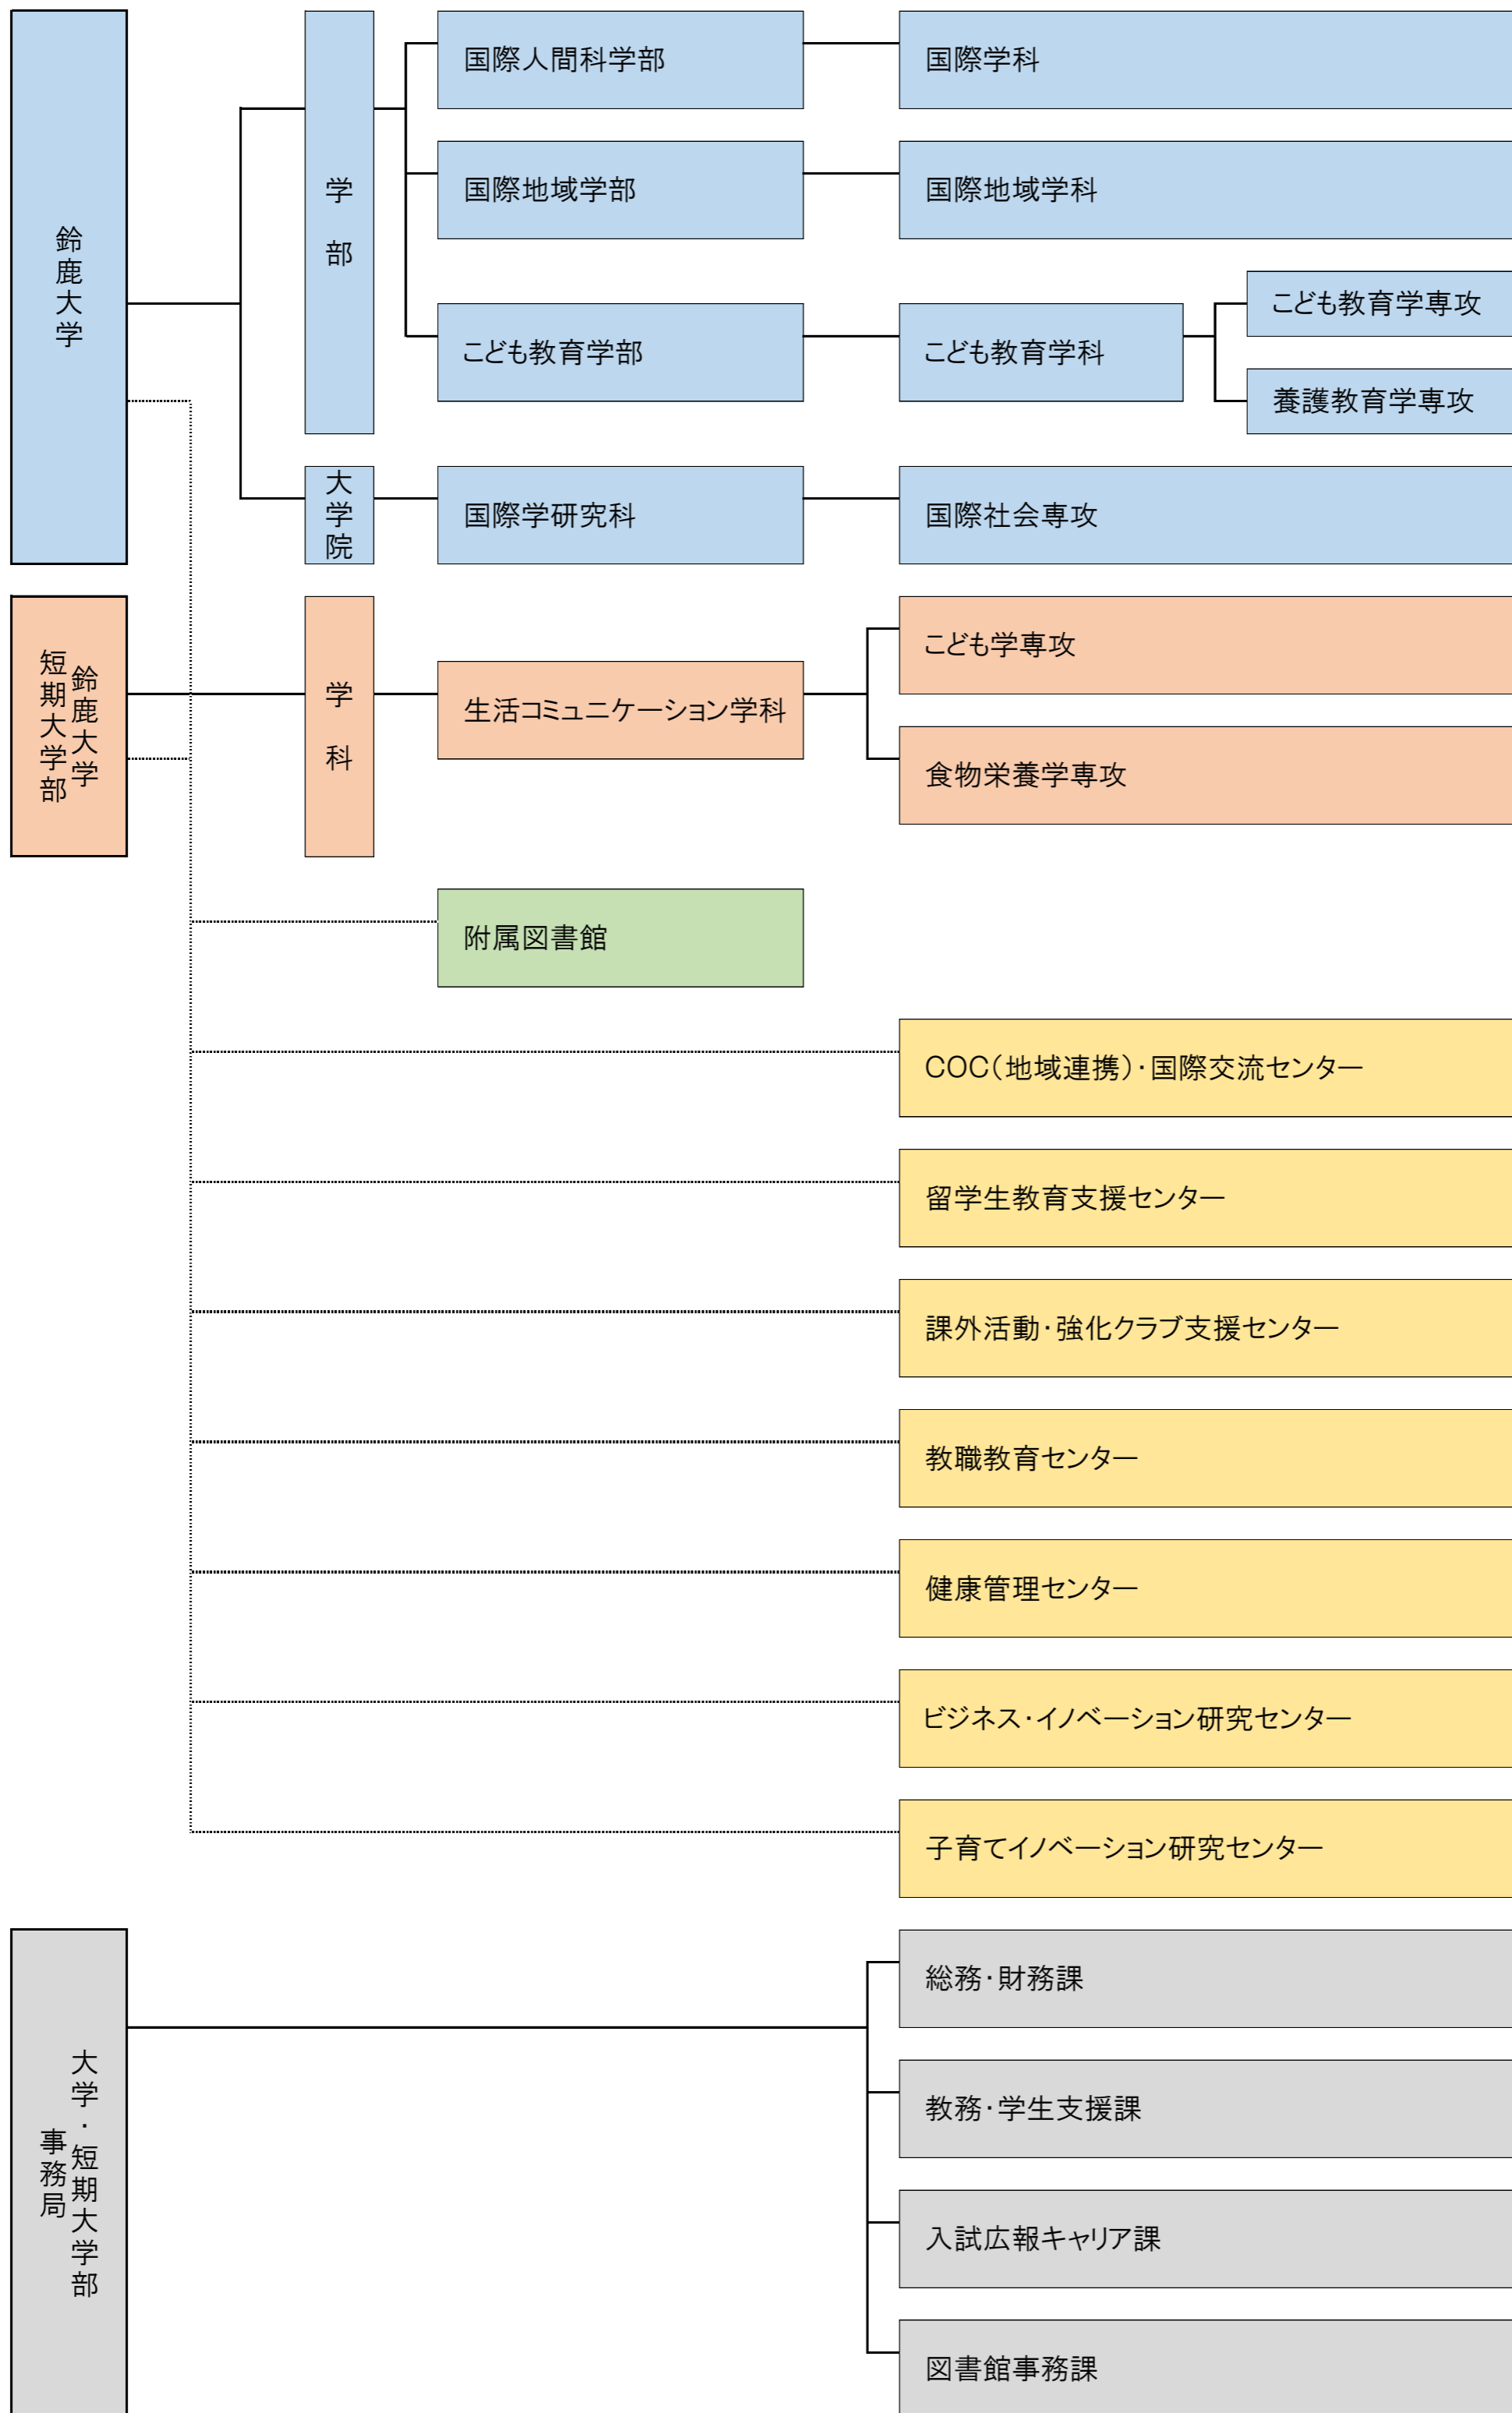 鈴鹿大学
学部
国際人間科学部
国際学科
国際地域学部
国際地域学科
こども教育学部
こども教育学科
こども教育学専攻
養護教育学専攻
大学院
国際学研究科
国際社会専攻
鈴鹿大学
短期大学部
学科
生活コミュニケーション学科
こども学専攻
食物栄養学専攻
附属図書館
COC(地域連携)・国際交流センター
留学生教育支援センター
課外活動・強化クラブ支援センター
教職教育センター
健康管理センター
ビジネス・イノベーション研究センター
子育てイノベーション研究センター
大学・短期大学部
事務局
総務・財務課
教務・学生支援課
入試広報キャリア課
図書館事務課